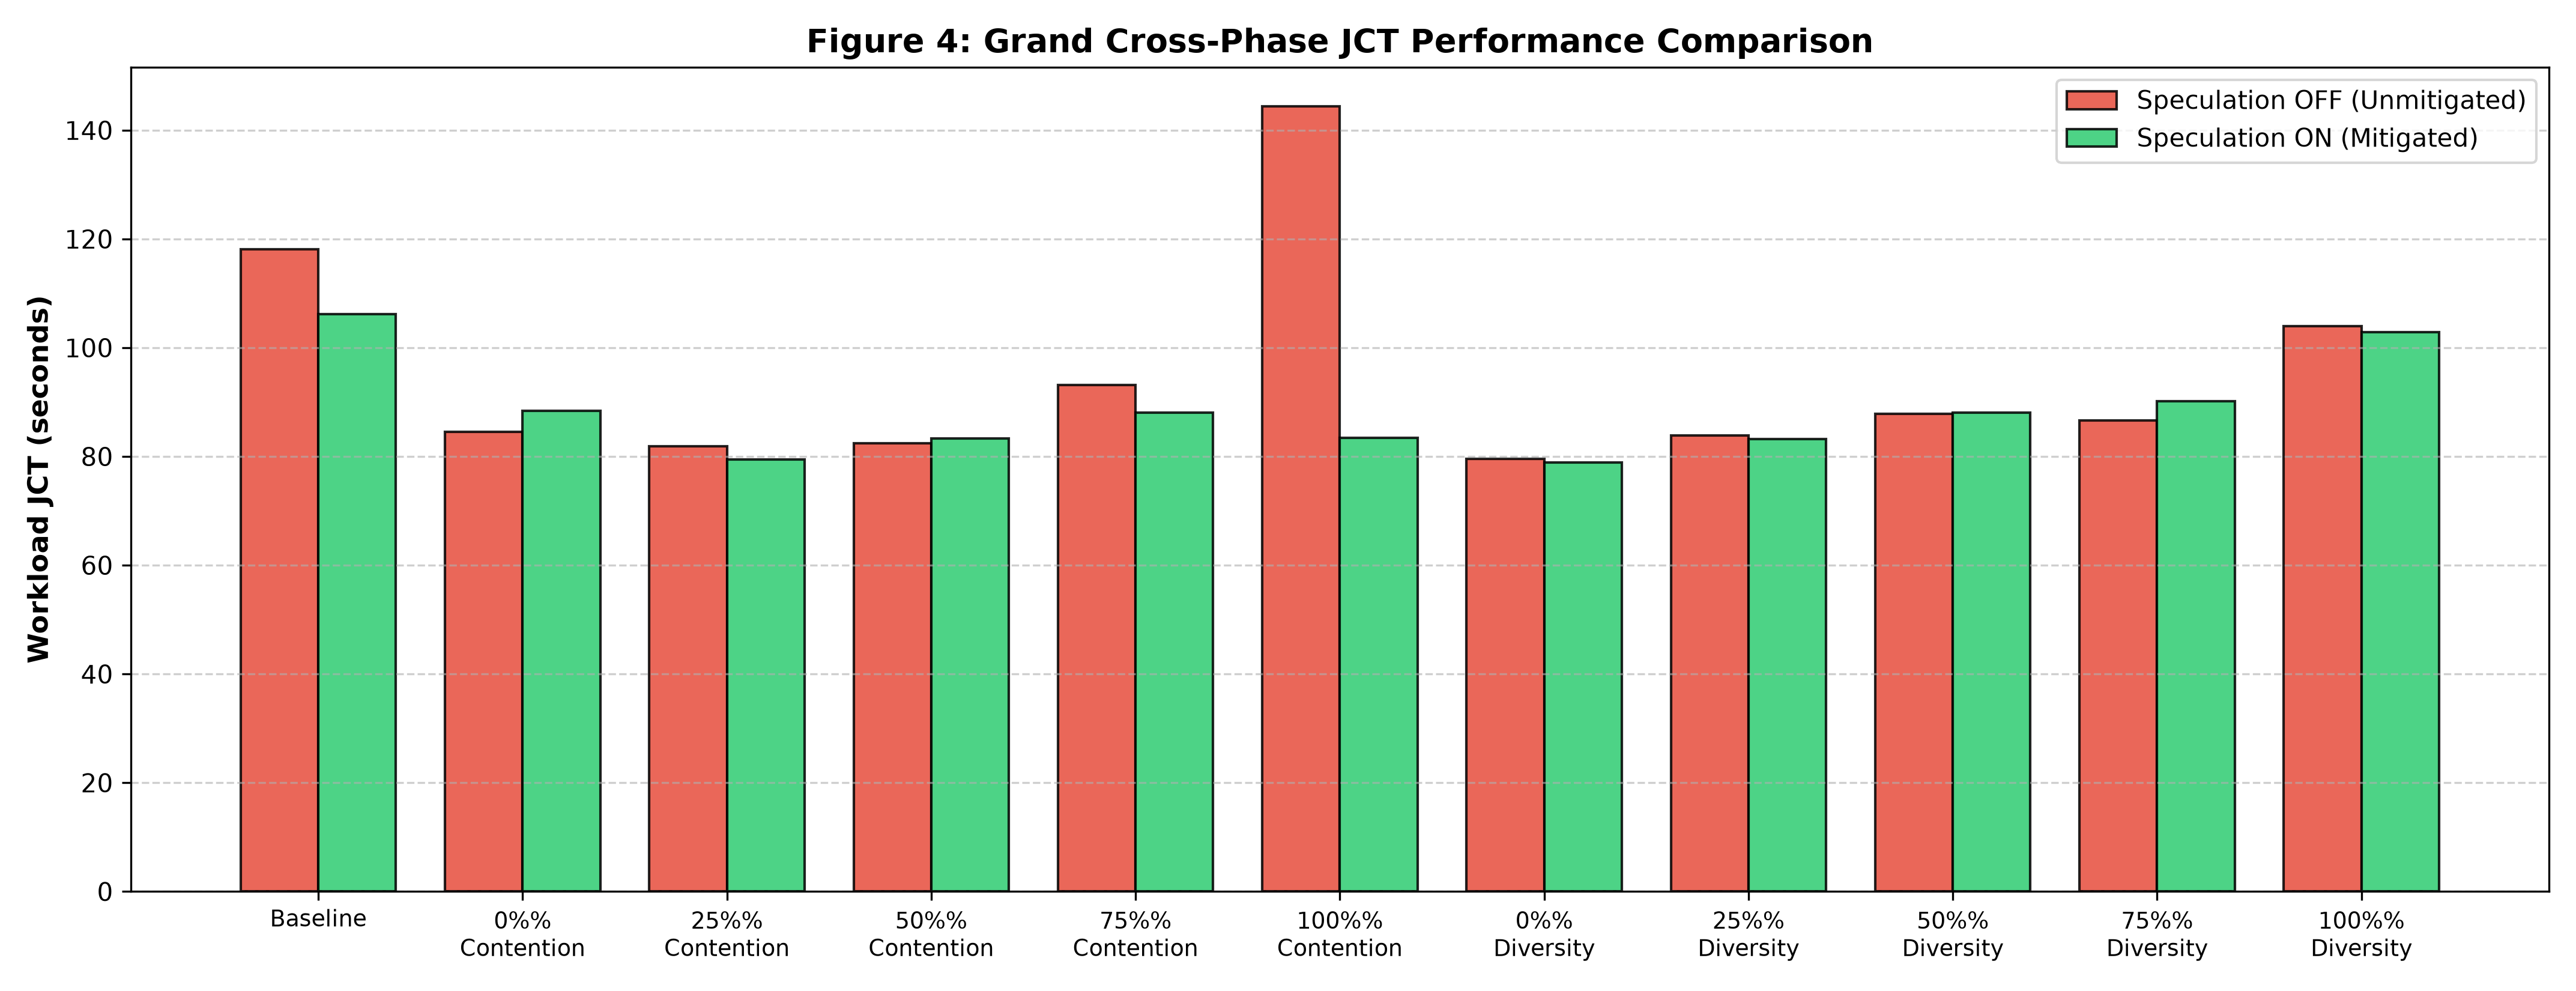 Figure 4: Grand Cross-Phase JCT Performance Comparison
Speculation OFF (Unmitigated)
Speculation ON (Mitigated)
Workload JCT (seconds)
140
120
100
80
60
40
20
0
Baseline
0%%
Contention
25%%
Contention
50%%
Contention
75%%
Contention
100%%
Contention
0%%
Diversity
25%%
Diversity
50%%
Diversity
75%%
Diversity
100%%
Diversity